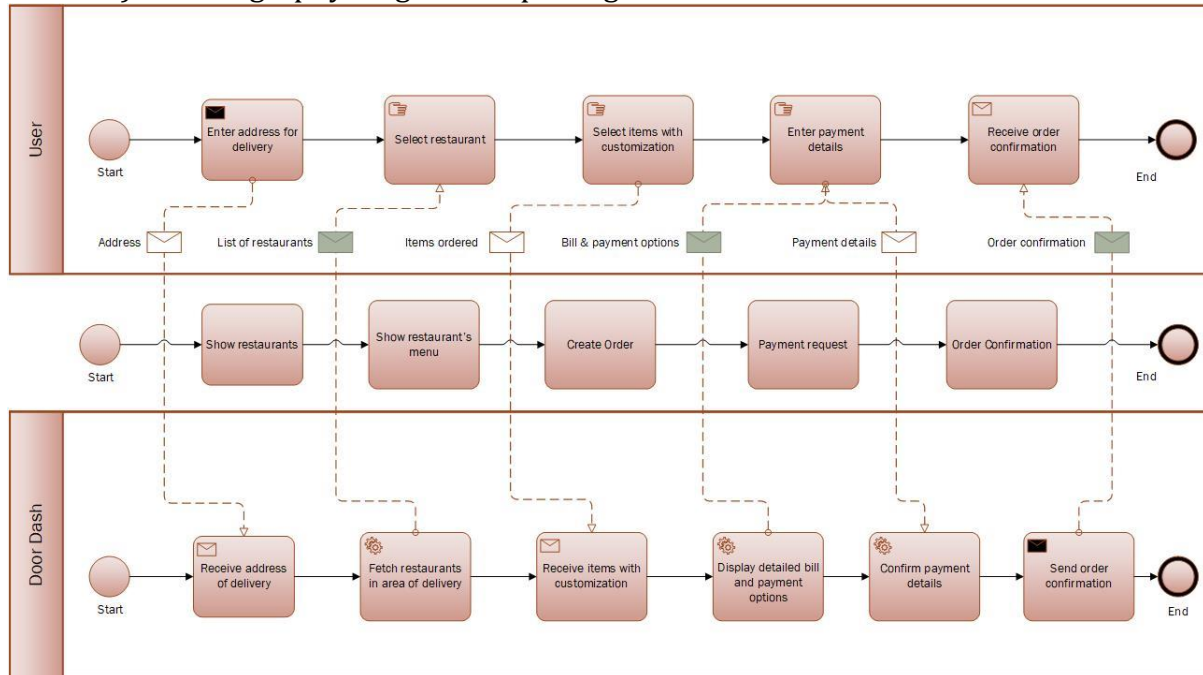 User
Enter address for
delivery
Select restaurant
Select items with
customization
Enter payment
details
Receive order
confirmation
Start
End
Address
List of restaurants
Items ordered
Bill & payment options
Payment details
Order confirmation
Show restaurants
Show restaurant's
menu
Create Order
Payment request
Order Confirmation
Start
End
Door Dash
Receive address
of delivery
Fetch restaurants
in area of delivery
Receive items with
customization
Display detailed bill
and payment
options
Confirm payment
details
Send order
confirmation
Start
End